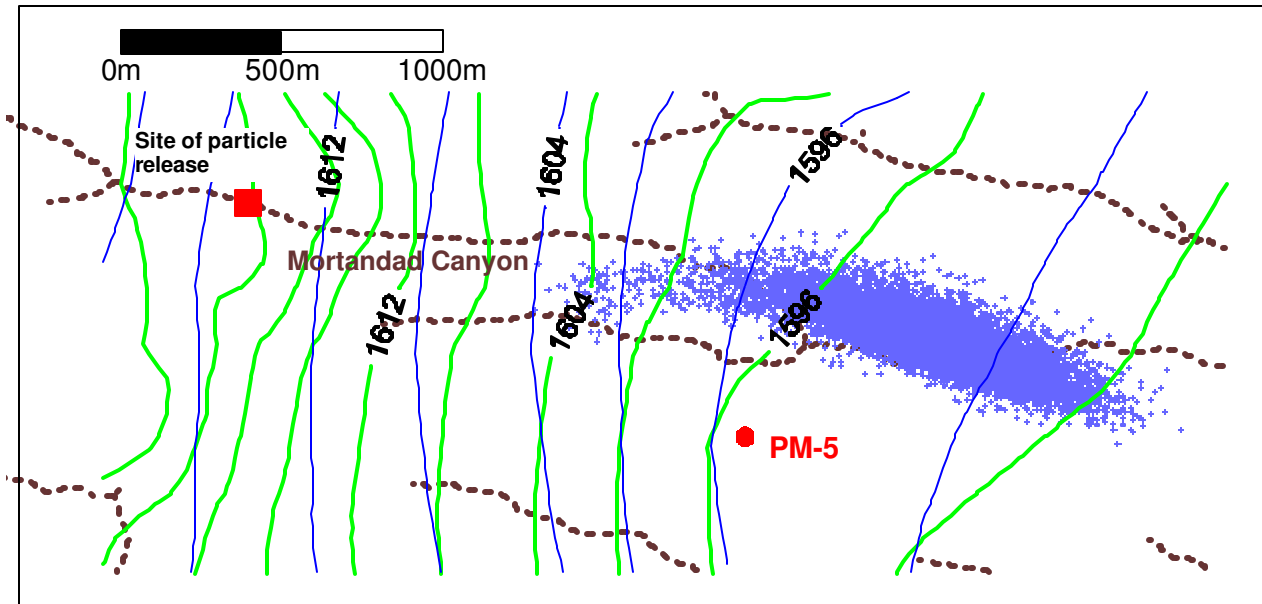 0m 500m 1000m
Site of particle
release
1612
1604
1596
Mortandad Canyon
1612
1604
1596
PM-5